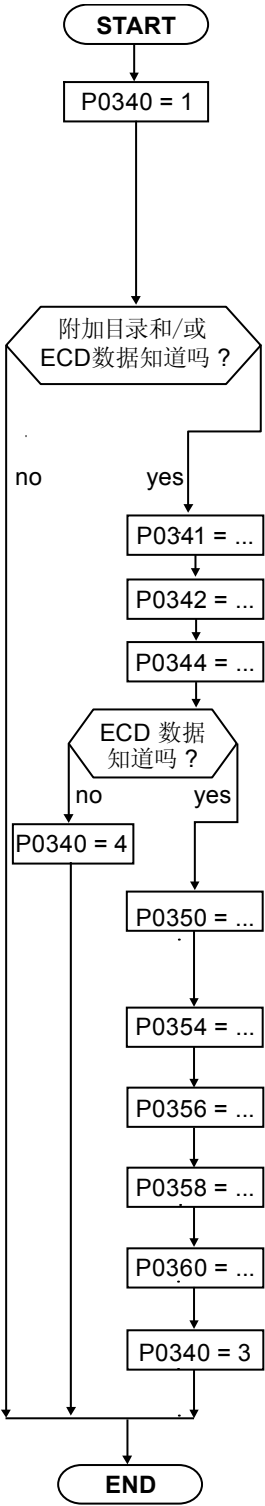 START
P0340 = 1
附加目录和/或
ECD数据知道吗 ?
no
yes
P0341 = ...
P0342 = ...
P0344 = ...
ECD 数据
知道吗 ?
no
yes
P0340 = 4
P0350 = ...
P0354 = ...
P0356 = ...
P0358 = ...
P0360 = ...
P0340 = 3
END